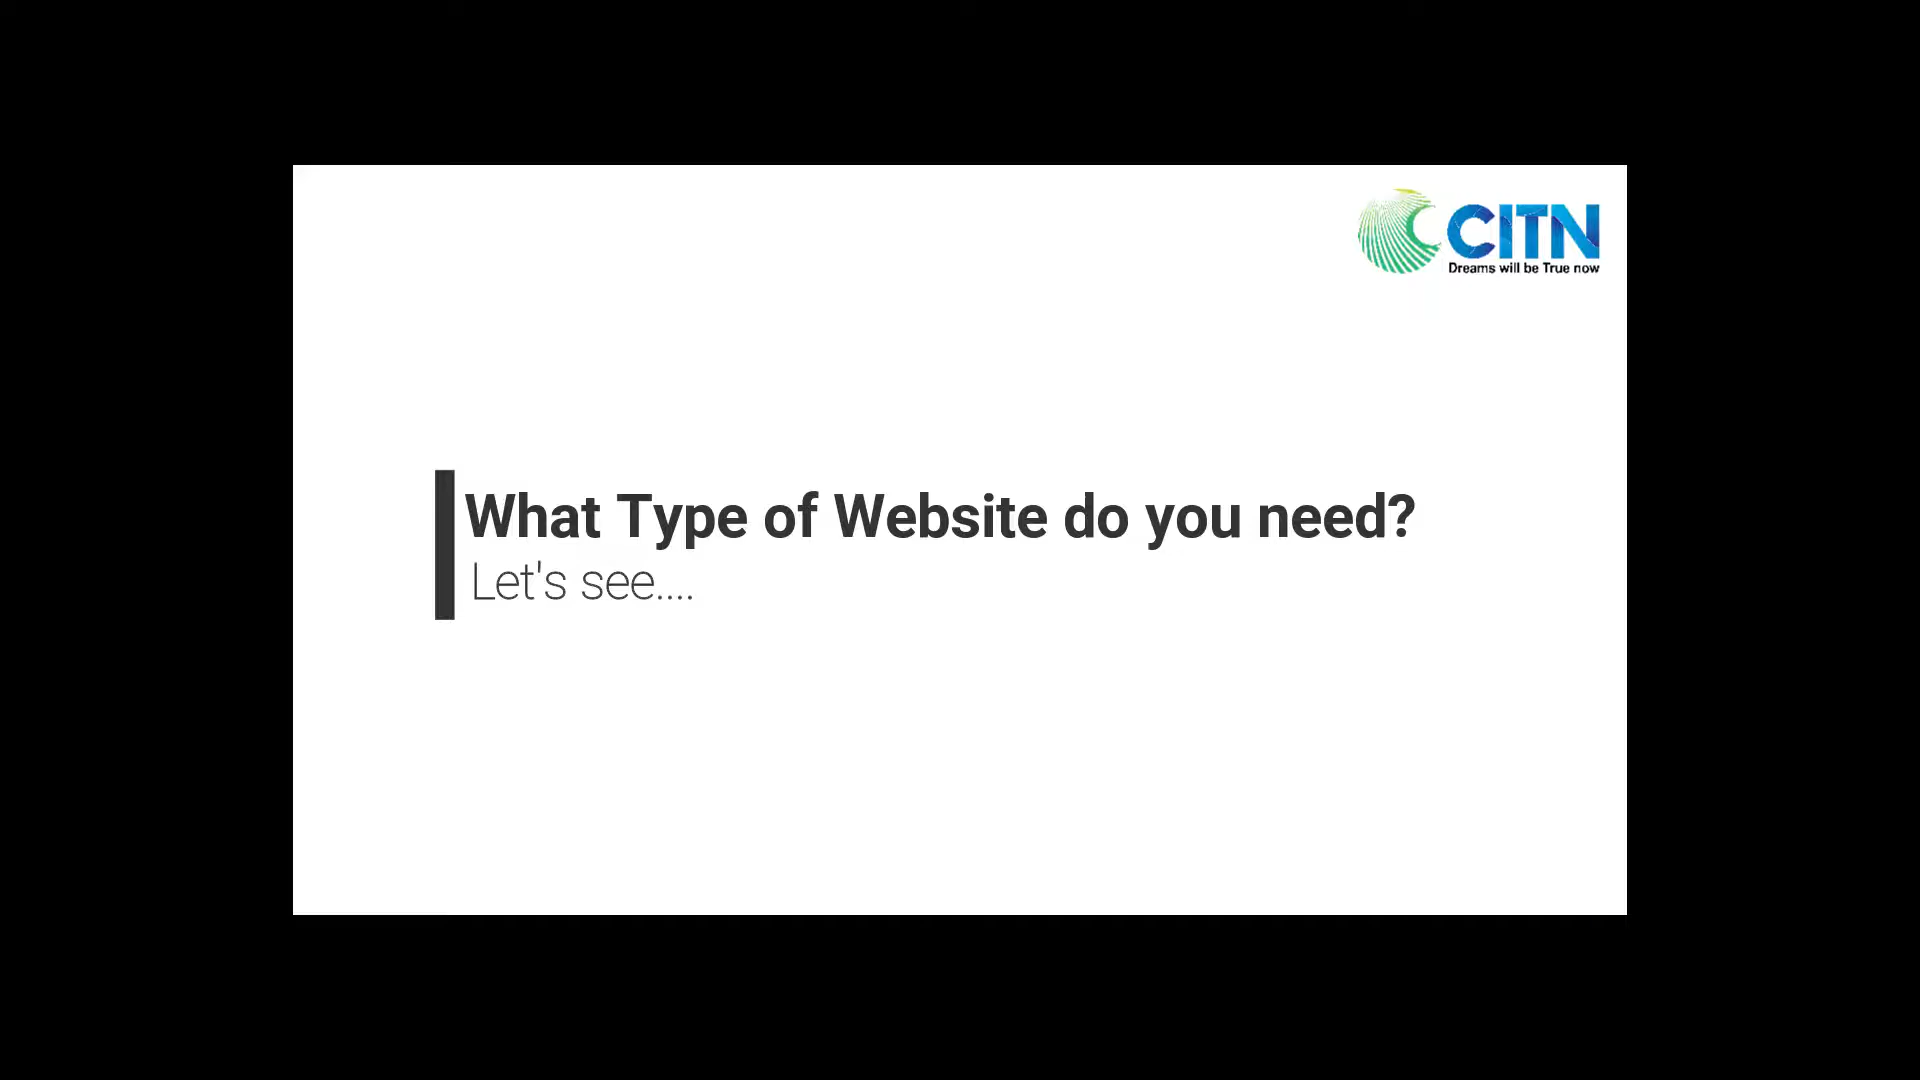 CITN
Dreams will be True now
What Type of Website do you need?
Let's see....